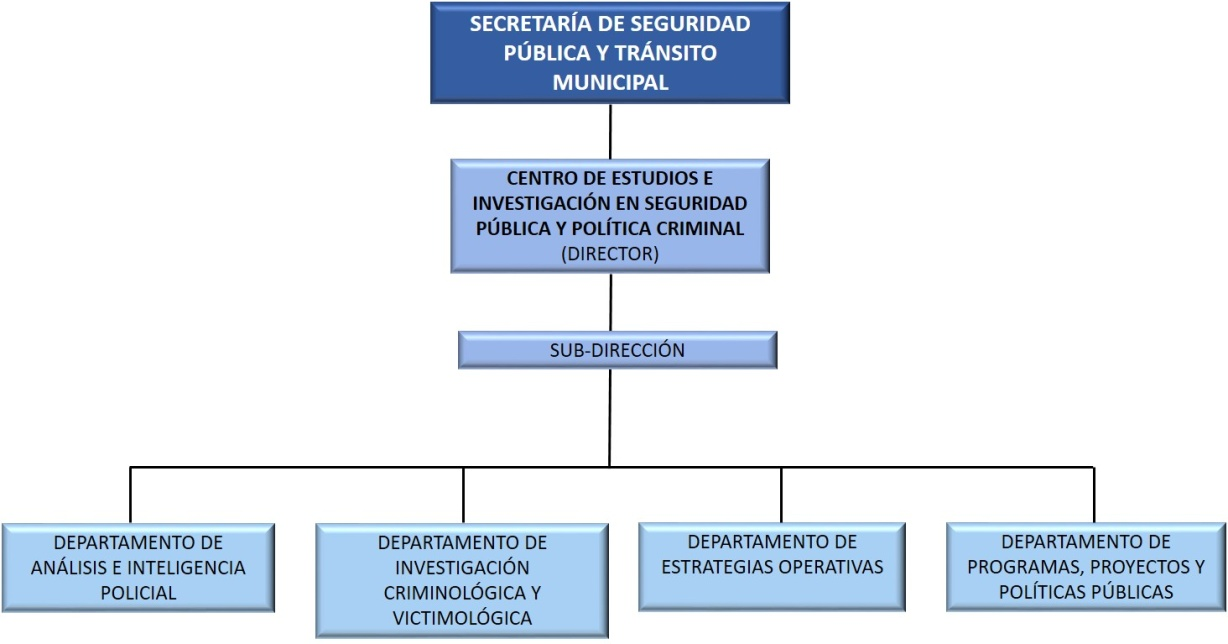 SECRETARÍA DE SEGURIDAD
PÚBLICA Y TRÁNSITO
MUNICIPAL
CENTRO DE ESTUDIOS E
INVESTIGACIÓN EN SEGURIDAD
PÚBLICA Y POLÍTICA CRIMINAL
(DIRECTOR)
SUB-DIRECCIÓN
DEPARTAMENTO DE
ANÁLISIS E INTELIGENCIA
POLICIAL
DEPARTAMENTO DE
INVESTIGACIÓN
CRIMINOLÓGICA Y
VICTIMOLÓGICA
DEPARTAMENTO DE
ESTRATEGIAS OPERATIVAS
DEPARTAMENTO DE
PROGRAMAS, PROYECTOS Y
POLÍTICAS PÚBLICAS